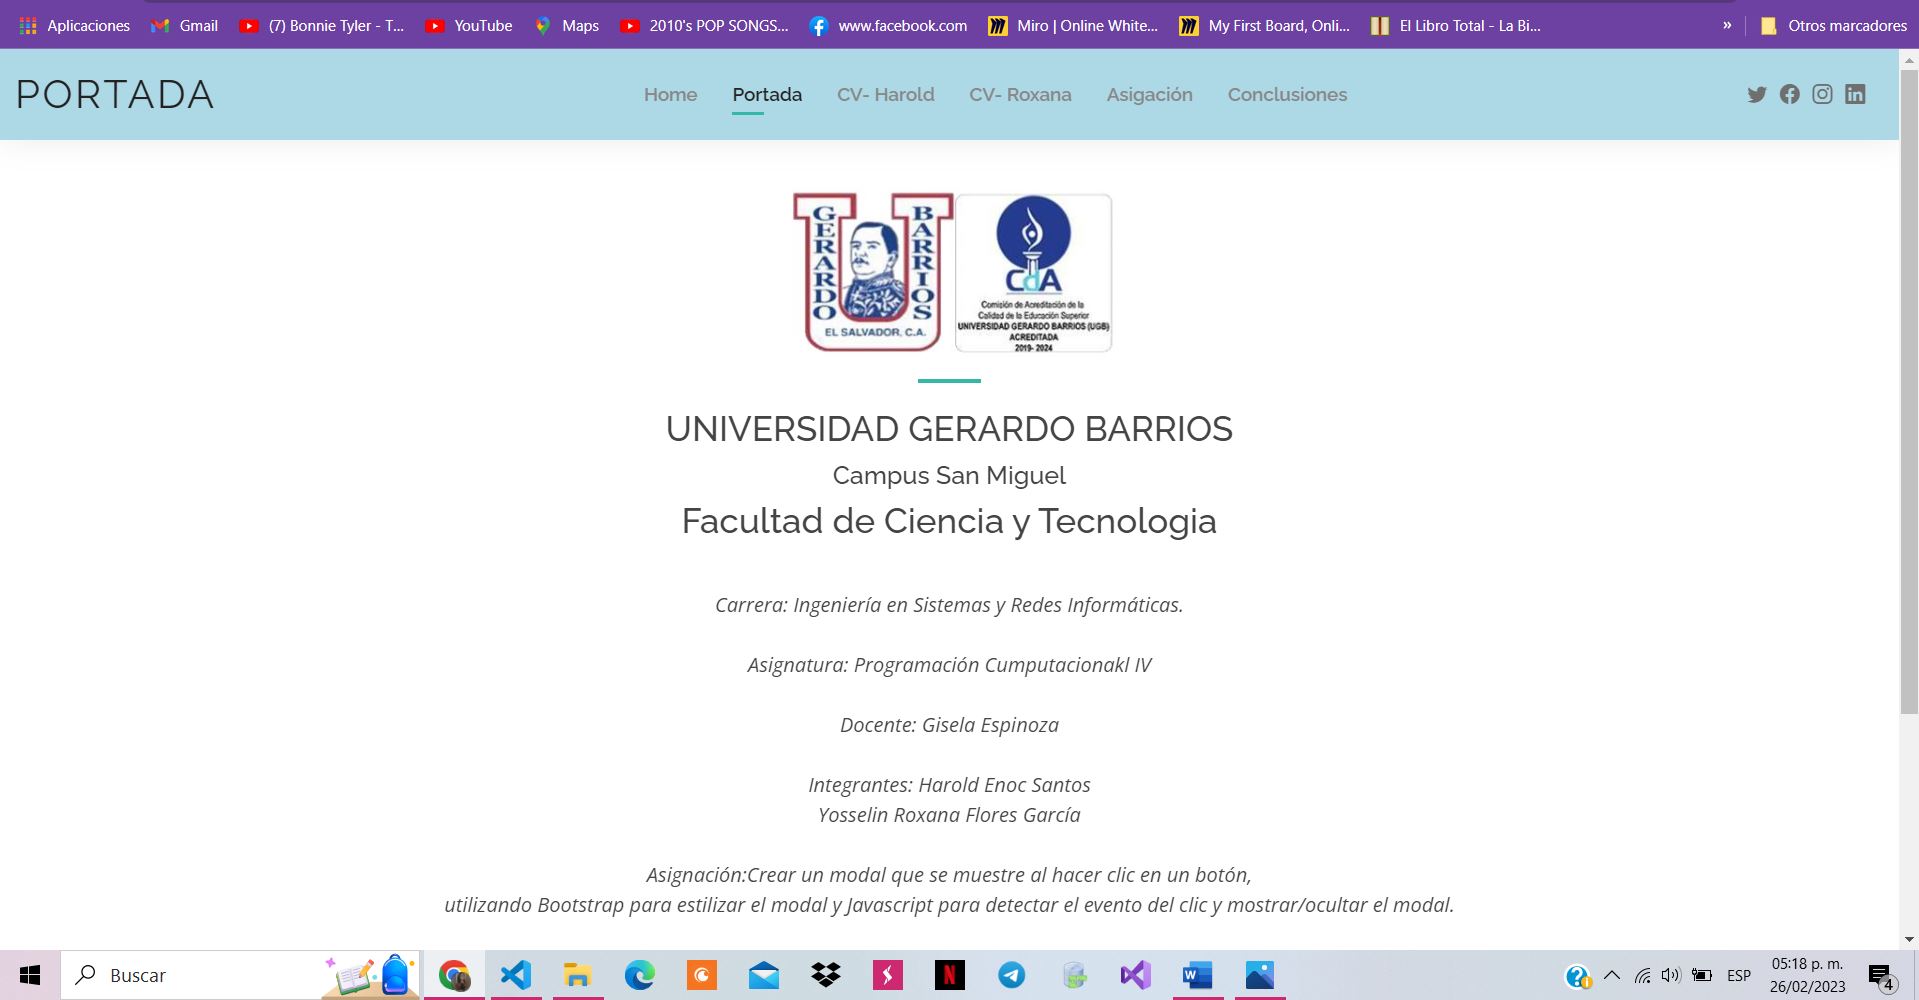 Aplicaciones Gmail (7) Bonnie Tyler - T... YouTube Maps 2010's POP SONGS... www.facebook.com Miro | Online White... My First Board, Onli... El Libro Total - La Bi... » Otros marcadores
PORTADA Home Portada CV- Harold CV- Roxana Asigación Conclusiones
GERARDO BARRIOS
EL SALVADOR, C.A.
CdA
Comisión de Acreditación de la
Calidad de la Educación Superior
UNIVERSIDAD GERARDO BARRIOS (UGB)
ACREDITADA
2019- 2024
UNIVERSIDAD GERARDO BARRIOS
Campus San Miguel
Facultad de Ciencia y Tecnologia
Carrera: Ingeniería en Sistemas y Redes Informáticas.
Asignatura: Programación Cumputacionakl IV
Docente: Gisela Espinoza
Integrantes: Harold Enoc Santos
Yosselin Roxana Flores García
Asignación:Crear un modal que se muestre al hacer clic en un botón,
utilizando Bootstrap para estilizar el modal y Javascript para detectar el evento del clic y mostrar/ocultar el modal.
Buscar ESP 05:18 p. m.
26/02/2023 4